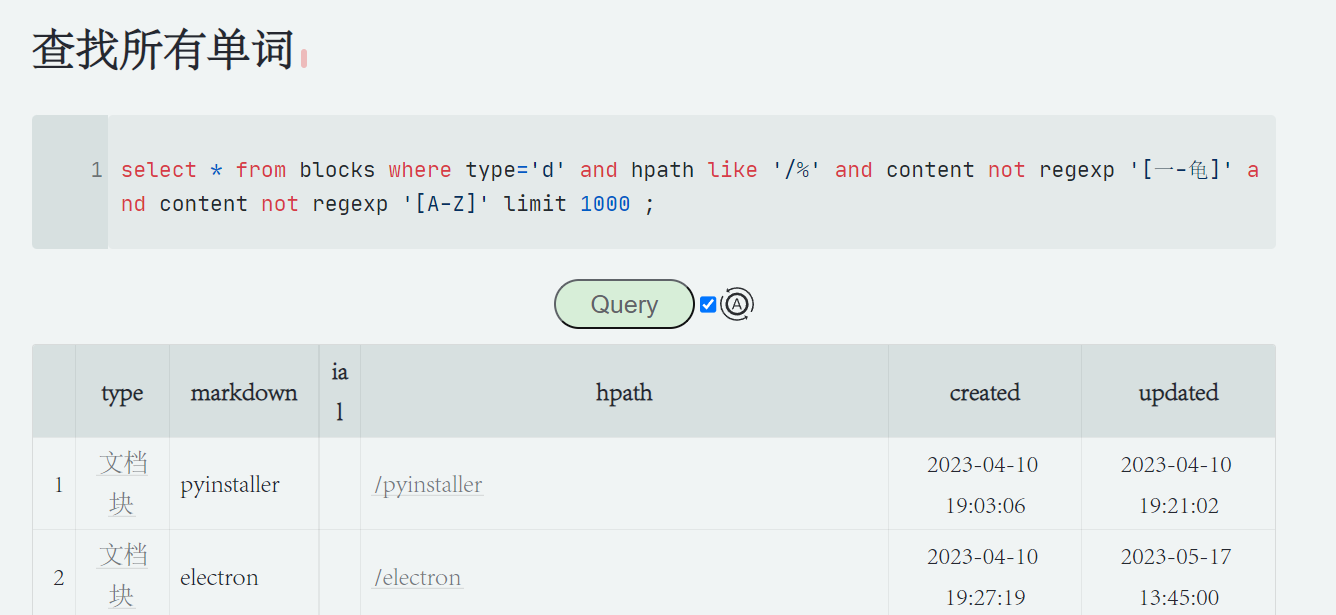 查找所有单词
1 select * from blocks where type='d' and hpath like '/%' and content not regexp '[一-龟]' a
nd content not regexp '[A-Z]' limit 1000 ;
Query A
type markdown ia
l hpath created updated
1 文档
块 pyinstaller /pyinstaller 2023-04-10
19:03:06 2023-04-10
19:21:02
2 文档
块 electron /electron 2023-04-10
19:27:19 2023-05-17
13:45:00